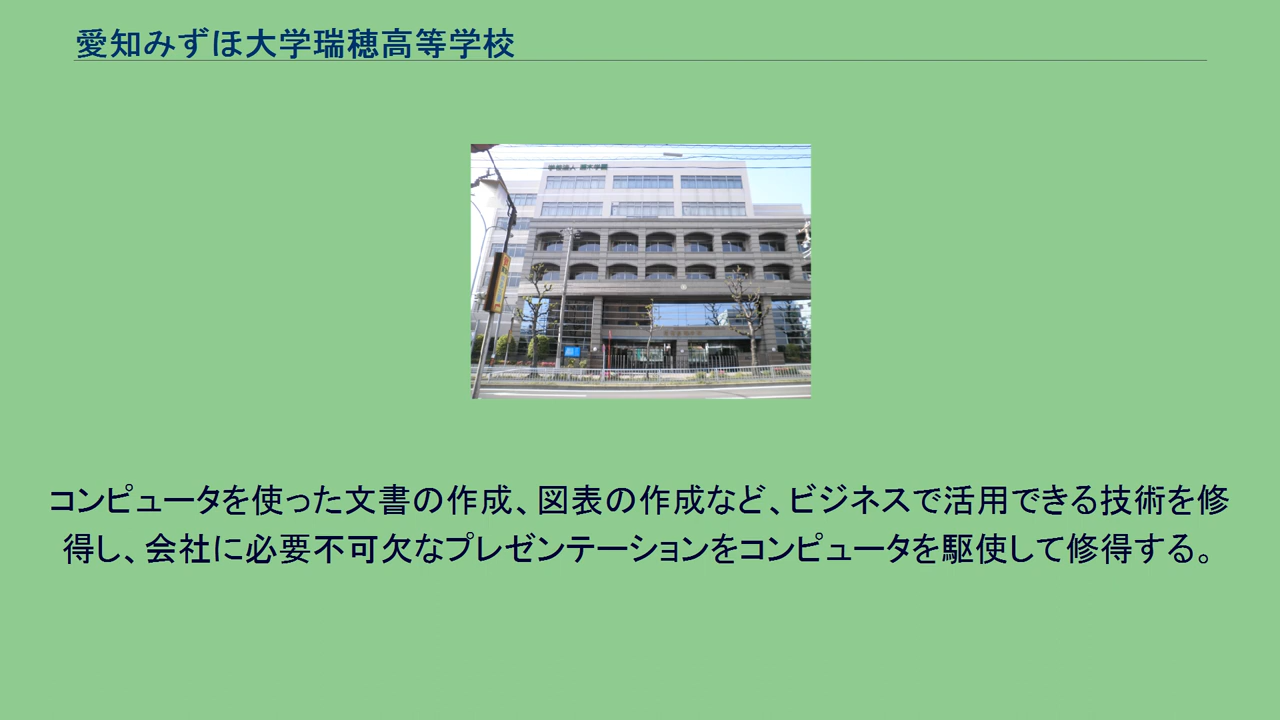 愛知みずほ大学瑞穂高等学校
コンピュータを使った文書の作成、図表の作成など、ビジネスで活用できる技術を修
得し、会社に必要不可欠なプレゼンテーションをコンピュータを駆使して修得する。